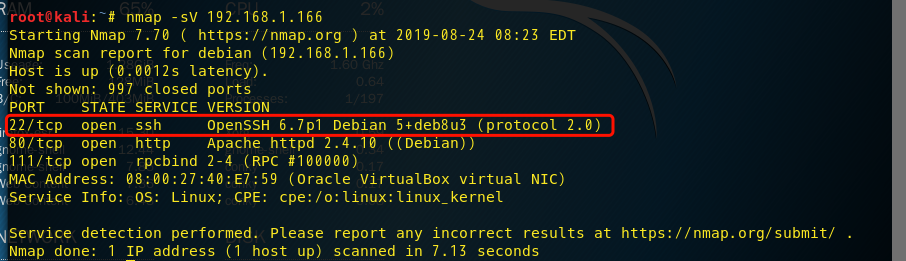 root@kali:~# nmap -sV 192.168.1.166
Starting Nmap 7.70 ( https://nmap.org ) at 2019-08-24 08:23 EDT
Nmap scan report for debian (192.168.1.166)
Host is up (0.0012s latency).
Not shown: 997 closed ports
PORT    STATE SERVICE VERSION
22/tcp  open  ssh     OpenSSH 6.7p1 Debian 5+deb8u3 (protocol 2.0)
80/tcp  open  http    Apache httpd 2.4.10 ((Debian))
111/tcp open  rpcbind 2-4 (RPC #100000)
MAC Address: 08:00:27:40:E7:59 (Oracle VirtualBox virtual NIC)
Service Info: OS: Linux; CPE: cpe:/o:linux:linux_kernel
Service detection performed. Please report any incorrect results at https://nmap.org/submit/ .
Nmap done: 1 IP address (1 host up) scanned in 7.13 seconds